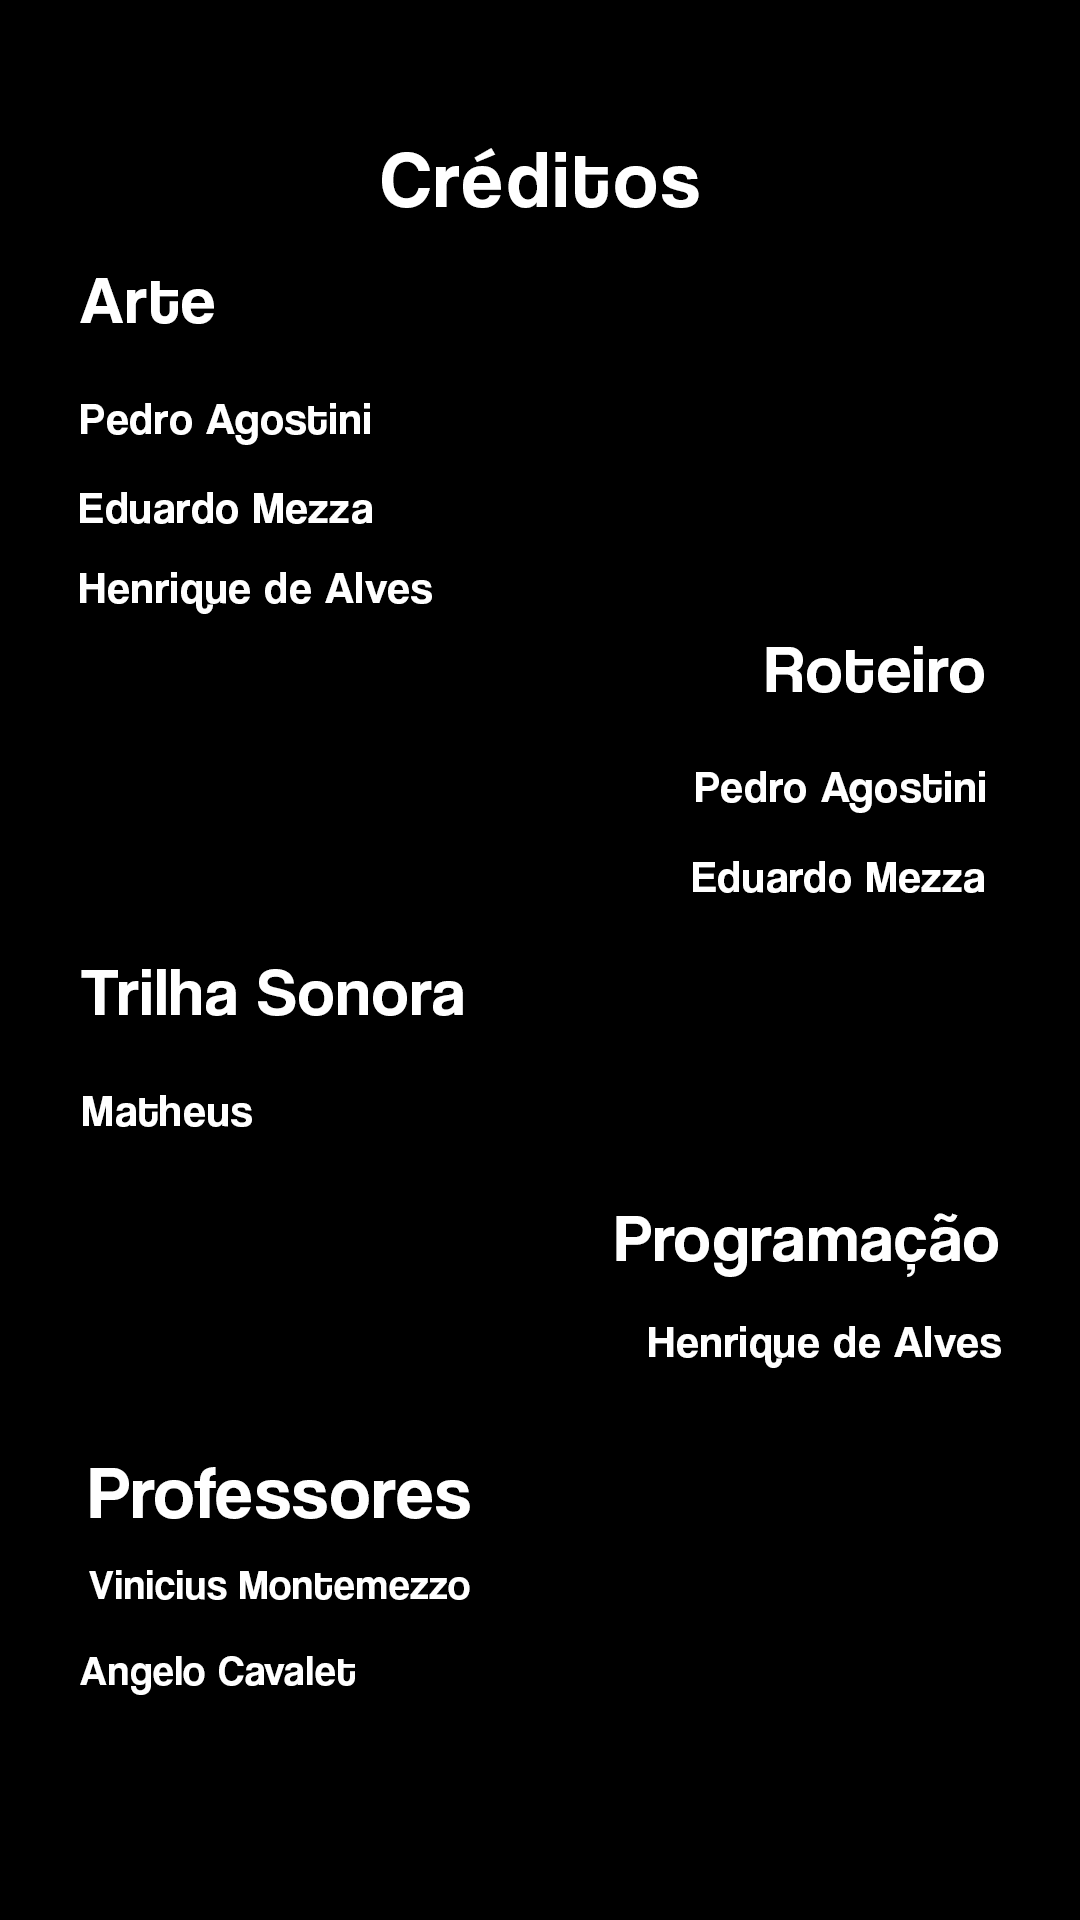 Créditos
Arte
Pedro Agostini
Eduardo Mezza
Henrique de Alves
Roteiro
Pedro Agostini
Eduardo Mezza
Trilha Sonora
Matheus
Programação
Henrique de Alves
Professores
Vinicius Montemezzo
Angelo Cavalet